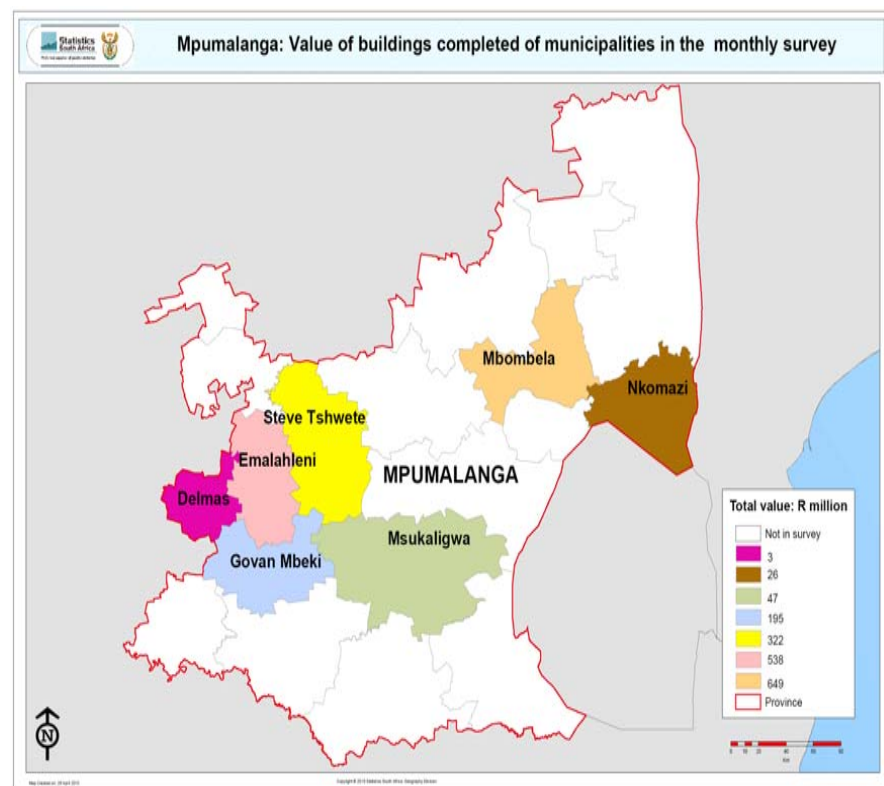 Statistics
South Africa
Mpumalanga: Value of buildings completed of municipalities in the monthly survey
Mbombela
Nkomazi
Steve Tshwete
Emalahleni
MPUMALANGA
Delmas
Msukaligwa
Govan Mbeki
Total value: R million
Not in survey
3
26
47
195
322
538
649
Province
N